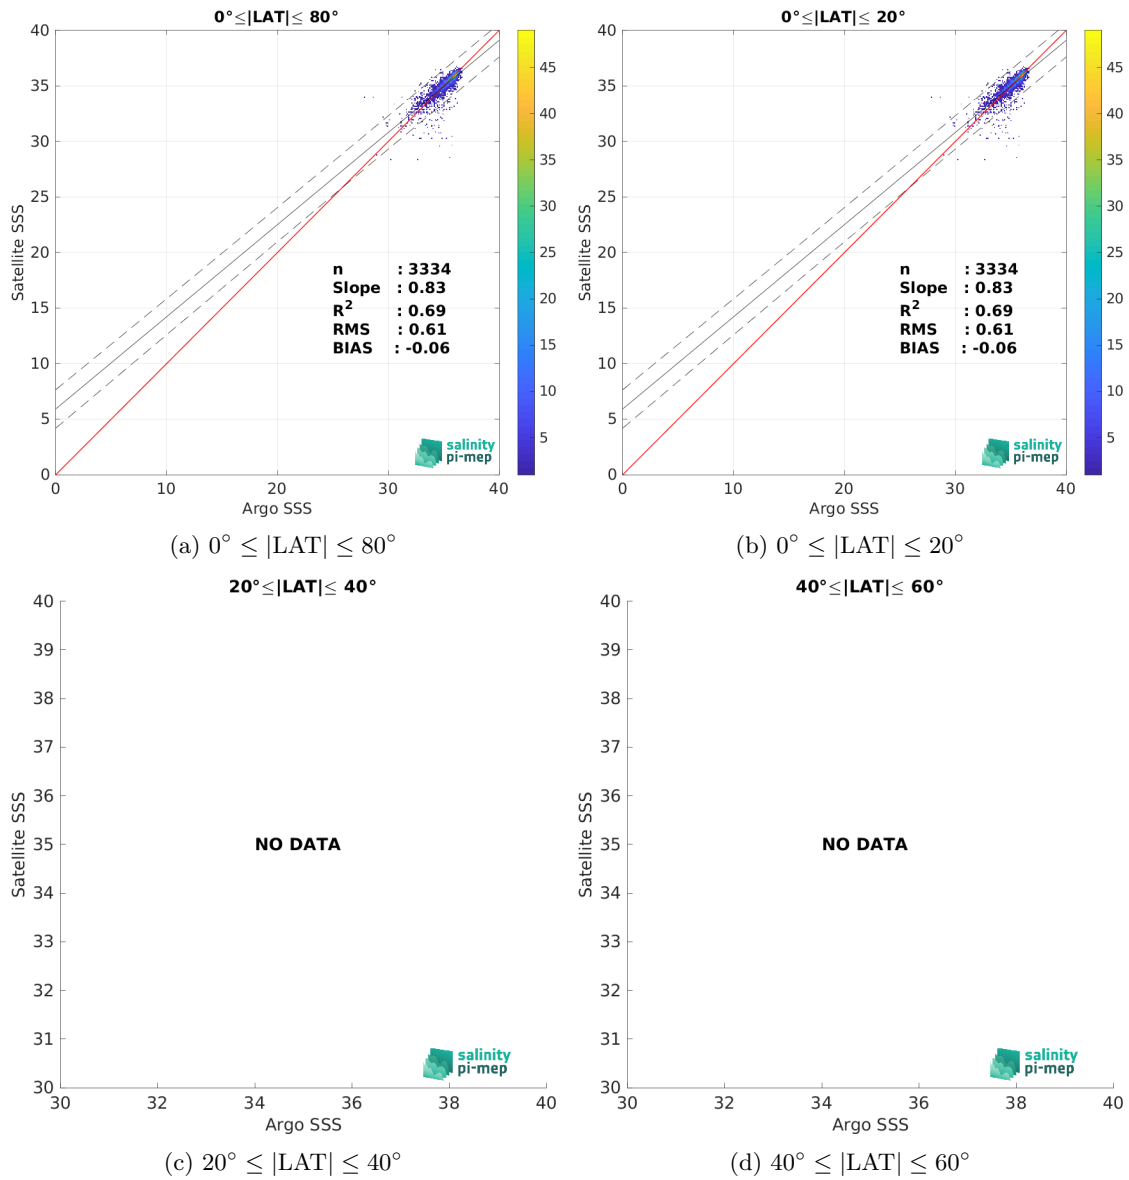 0°≤|LAT|≤ 80°
40
35
30
25
20
15
10
5
0
Satellite SSS
0
10
20
30
40
Argo SSS
45
40
35
30
25
20
15
10
5
n : 3334
Slope : 0.83
R² : 0.69
RMS : 0.61
BIAS : -0.06
salinity
pi-mep
(a) 0° ≤ |LAT| ≤ 80°
0°≤|LAT|≤ 20°
40
35
30
25
20
15
10
5
0
Satellite SSS
0
10
20
30
40
Argo SSS
45
40
35
30
25
20
15
10
5
n : 3334
Slope : 0.83
R² : 0.69
RMS : 0.61
BIAS : -0.06
salinity
pi-mep
(b) 0° ≤ |LAT| ≤ 20°
20°≤|LAT|≤ 40°
40
39
38
37
36
35
34
33
32
31
30
Satellite SSS
NO DATA
salinity
pi-mep
30
32
34
36
38
40
Argo SSS
(c) 20° ≤ |LAT| ≤ 40°
40°≤|LAT|≤ 60°
40
39
38
37
36
35
34
33
32
31
30
Satellite SSS
NO DATA
salinity
pi-mep
30
32
34
36
38
40
Argo SSS
(d) 40° ≤ |LAT| ≤ 60°